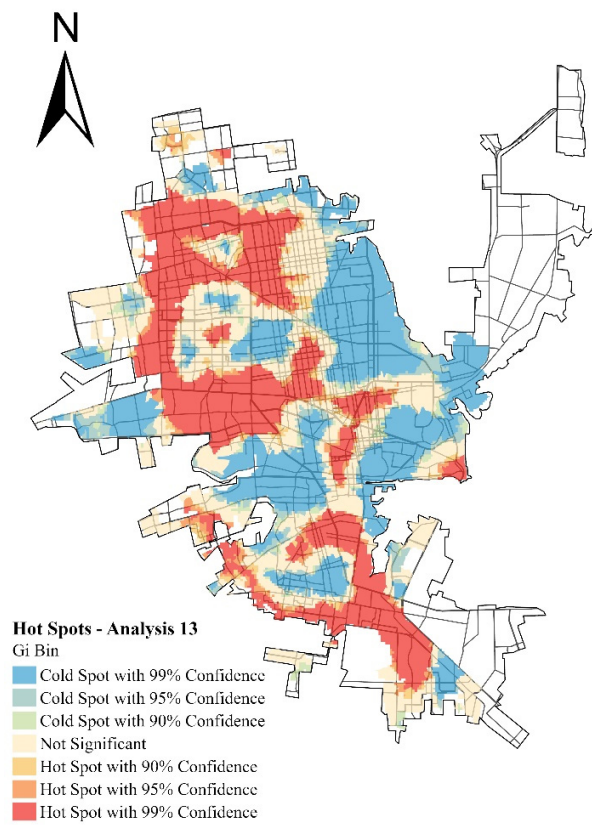 N
Hot Spots - Analysis 13
Gi Bin
Cold Spot with 99% Confidence
Cold Spot with 95% Confidence
Cold Spot with 90% Confidence
Not Significant
Hot Spot with 90% Confidence
Hot Spot with 95% Confidence
Hot Spot with 99% Confidence